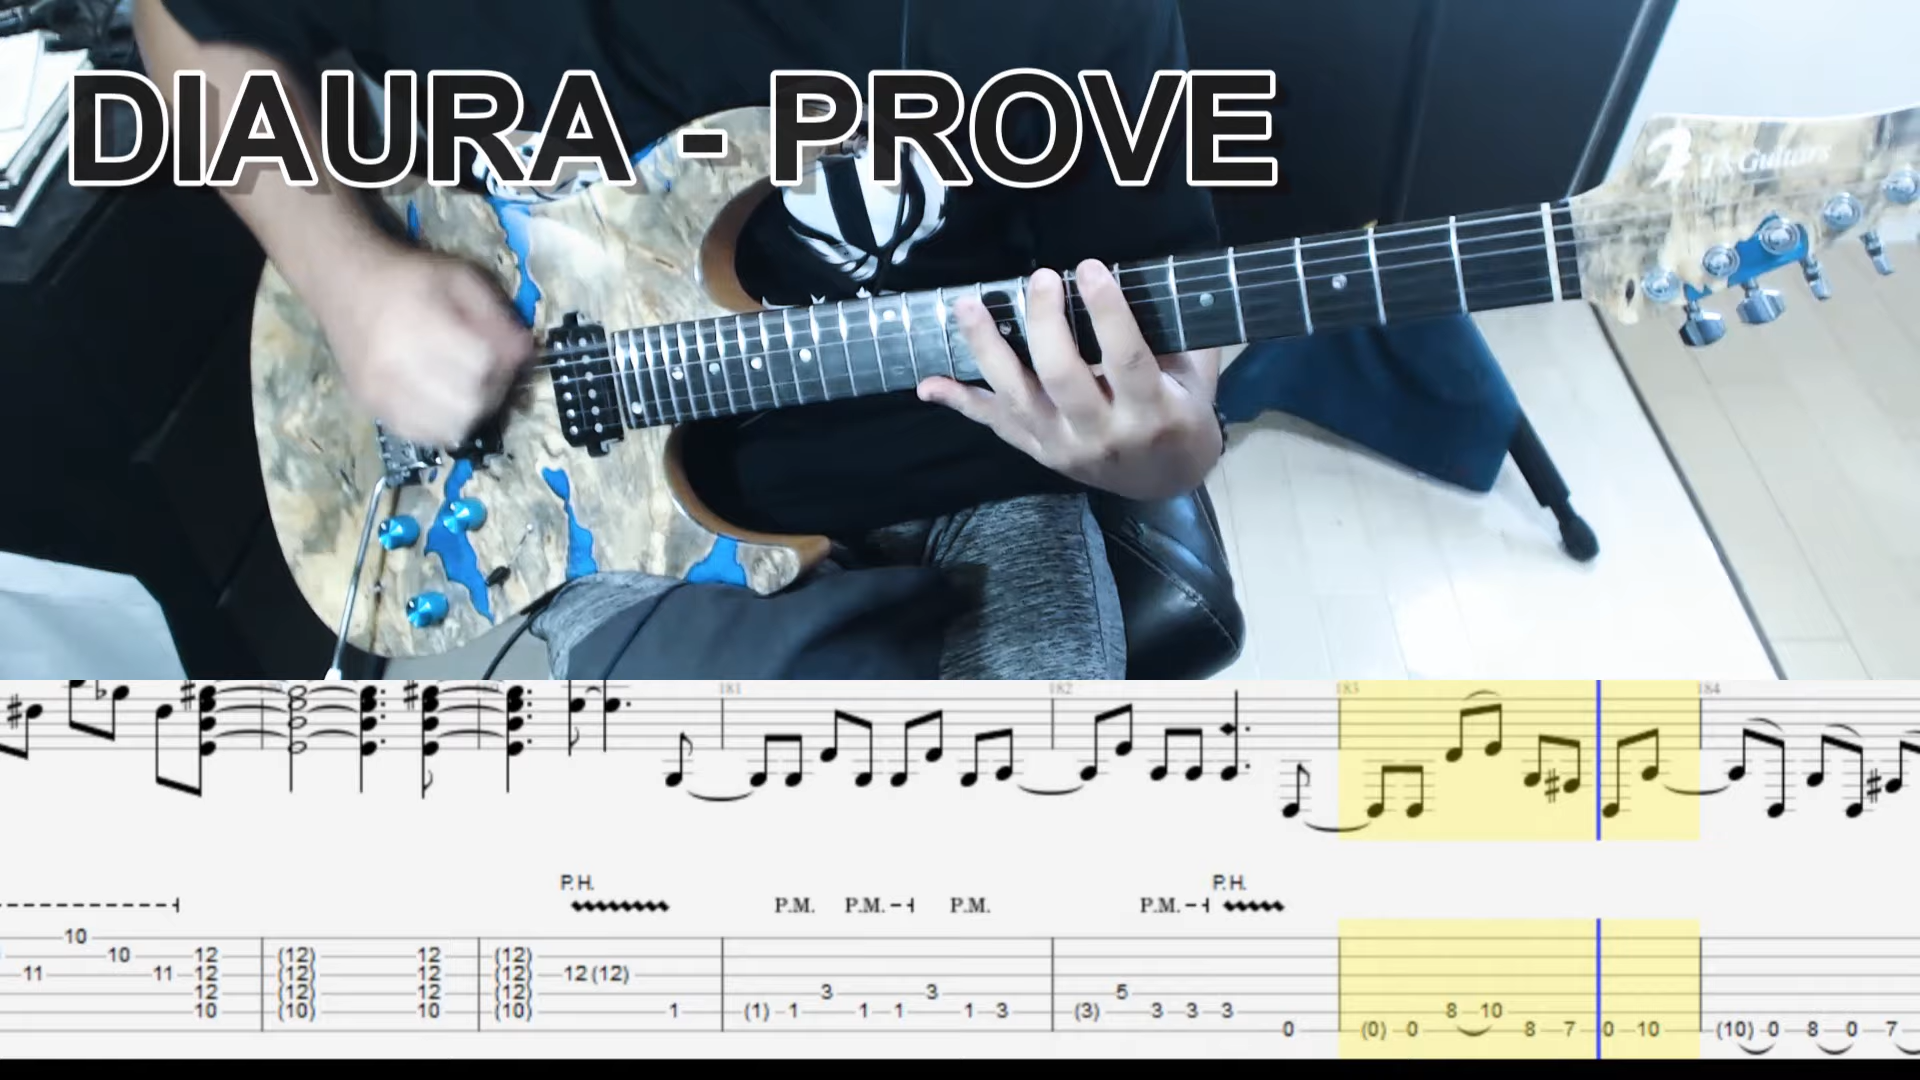 DIAURA - PROVE
T's Guitars
181 182 183 184
P.H. P.H.
P.M. P.M. P.M. P.M.
10
10 12 (12) 12 (12)
11 11 12 (12) 12 (12) 12 (12)
12 (12) 12 (12) 3 3 5
10 (10) 10 (10) 1 (1) 1 1 1 1 3 (3) 3 3 3 8 10
0 (0) 0 8 7 0 10 (10) 0 8 0 7